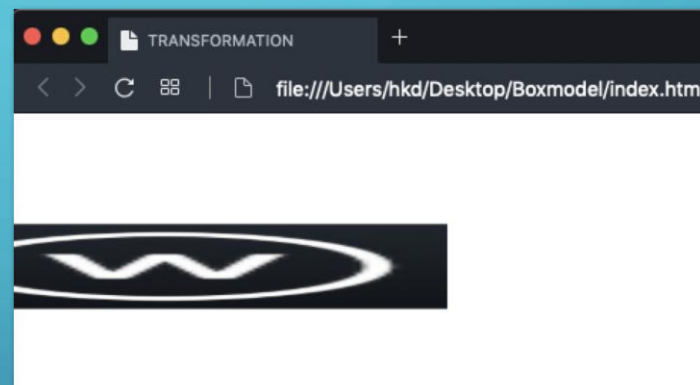 TRANSFORMATION
file:///Users/hkd/Desktop/Boxmodel/index.htm
W